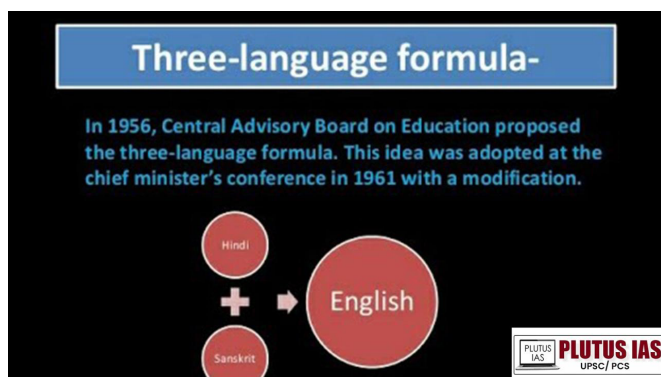 Three-language formula-
In 1956, Central Advisory Board on Education proposed
the three-language formula. This idea was adopted at the
chief minister's conference in 1961 with a modification.
Hindi
English
Sanskrit
PLUTUS
IAS
PLUTUS IAS
UPSC/ PCS